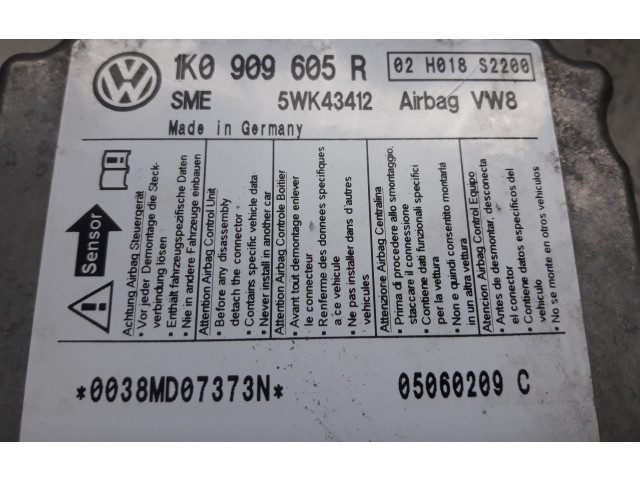 VW
1K0 909 605 R
02 H018 S2200
SME 5WK43412 Airbag VW8
Made in Germany
Sensor
Achtung Airbag Steuergerät
• Vor jeder Demontage die Steck-
verbindung lösen
• Enthält fahrzeugspezifische Daten
• Nie in andere Fahrzeuge einbauen
Attention Airbag Control Unit
• Before any disassembly
detach the connector
• Contains specific vehicle data
• Never install in another car
Attention Airbag Controle Boitier
• Avant tout demontage enlever
le connecteur
• Renferme des donnees specifiques
a ce vehicule
• Ne pas installer dans d'autres
vehicules
Attenzione Airbag Centralina
• Prima di procedere allo smontaggio,
staccare il connessione
• Contiene dati funzionali specifici
per la vettura
• Non e quindi consentito montarla
in un altra vettura
Atencion Airbag Control Equipo
• Antes de desmontar, desconecta
el conector
• Contiene datos especificos del
vehiculo
• No se monte en otros vehiculos
*0038MD07373N*
05060209 C